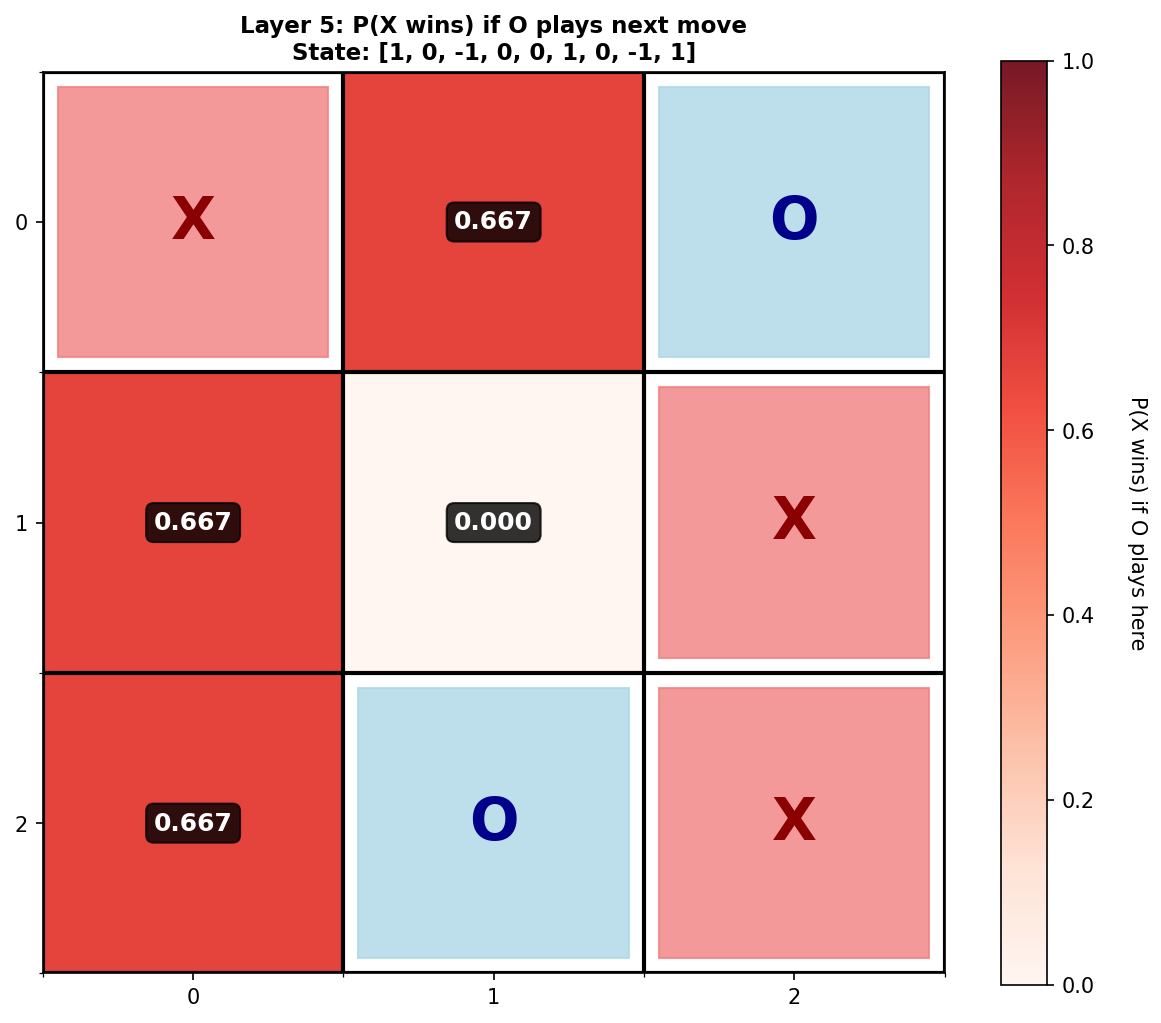 Layer 5: P(X wins) if O plays next move
State: [1, 0, -1, 0, 0, 1, 0, -1, 1]
0
X
0.667
O
1
0.667
0.000
X
2
0.667
O
X
0
1
2
1.0
0.8
0.6
0.4
0.2
0.0
P(X wins) if O plays here